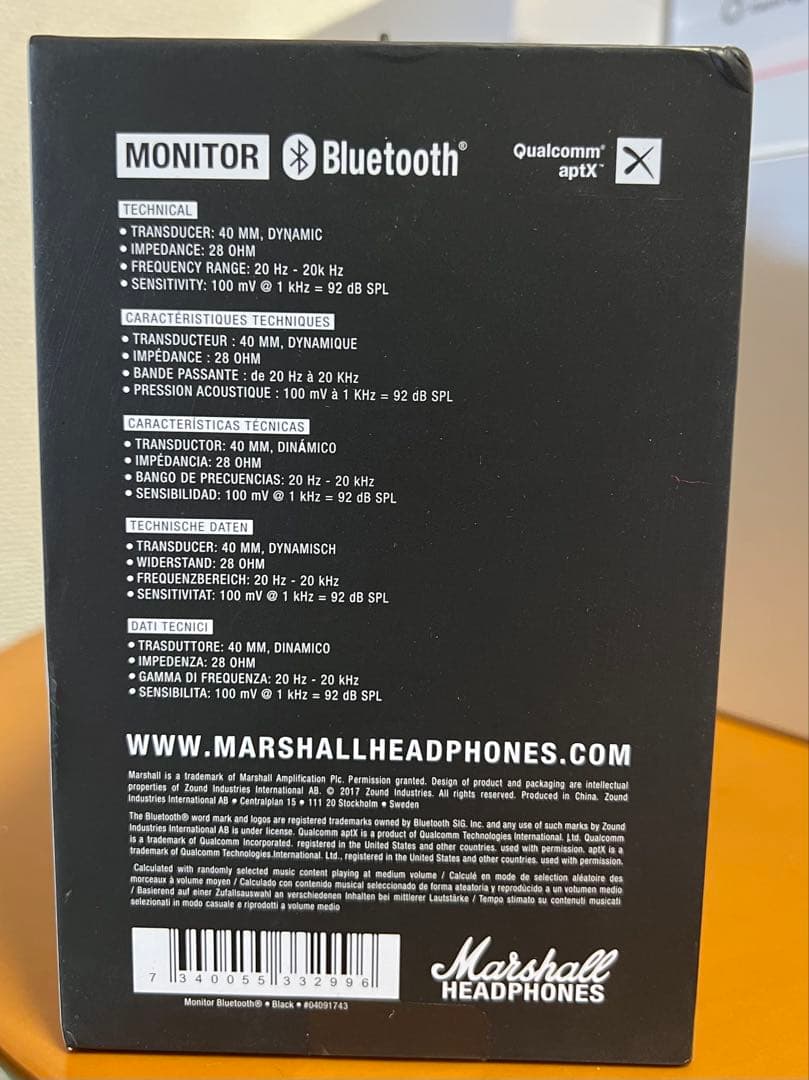 MONITOR Bluetooth® Qualcomm® aptX™
TECHNICAL
• TRANSDUCER: 40 MM, DYNAMIC
• IMPEDANCE: 28 OHM
• FREQUENCY RANGE: 20 Hz - 20k Hz
• SENSITIVITY: 100 mV @ 1 kHz = 92 dB SPL
CARACTÉRISTIQUES TECHNIQUES
• TRANSDUCTEUR : 40 MM, DYNAMIQUE
• IMPÉDANCE : 28 OHM
• BANDE PASSANTE : de 20 Hz à 20 KHz
• PRESSION ACOUSTIQUE : 100 mV à 1 KHz = 92 dB SPL
CARACTERÍSTICAS TÉCNICAS
• TRANSDUCTOR: 40 MM, DINÁMICO
• IMPÉDANCIA: 28 OHM
• BANGO DE PRECUENCIAS: 20 Hz - 20 kHz
• SENSIBILIDAD: 100 mV @ 1 kHz = 92 dB SPL
TECHNISCHE DATEN
• TRANSDUCER: 40 MM, DYNAMISCH
• WIDERSTAND: 28 OHM
• FREQUENZBEREICH: 20 Hz - 20 kHz
• SENSITIVITAT: 100 mV @ 1 kHz = 92 dB SPL
DATI TECNICI
• TRASDUTTORE: 40 MM, DINAMICO
• IMPEDENZA: 28 OHM
• GAMMA DI FREQUENZA: 20 Hz - 20 kHz
• SENSIBILITA: 100 mV @ 1 kHz = 92 dB SPL
WWW.MARSHALLHEADPHONES.COM
Marshall is a trademark of Marshall Amplification Plc. Permission granted. Design of product and packaging are intellectual
properties of Zound Industries International AB. © 2017 Zound Industries. All rights reserved. Produced in China. Zound
Industries International AB • Centralplan 15 • 111 20 Stockholm • Sweden
The Bluetooth® word mark and logos are registered trademarks owned by Bluetooth SIG. Inc. and any use of such marks by Zound
Industries International AB is under license. Qualcomm aptX is a product of Qualcomm Technologies International. Ltd. Qualcomm
is a trademark of Qualcomm Incorporated. registered in the United States and other countries. used with permission. aptX is a
trademark of Qualcomm Technologies.International. Ltd., registered in the United States and other countries. used with permission.
Calculated with randomly selected music content playing at medium volume / Calculé en mode de sélection aléatoire des
morceaux à volume moyen / Calculado con contenido musical seleccionado de forma ateatoria y reproducido a un volumen medio
/ Basierend auf einer Zufallsauswahl an verschiedenen Inhalten bei mittlerer Lautstärke / Tempo stimato su contenuti musicati
selezionati in modo casuale e riprodotti a volume medio
7 340055 332996
Monitor Bluetooth® • Black • #04091743
Marshall
HEADPHONES